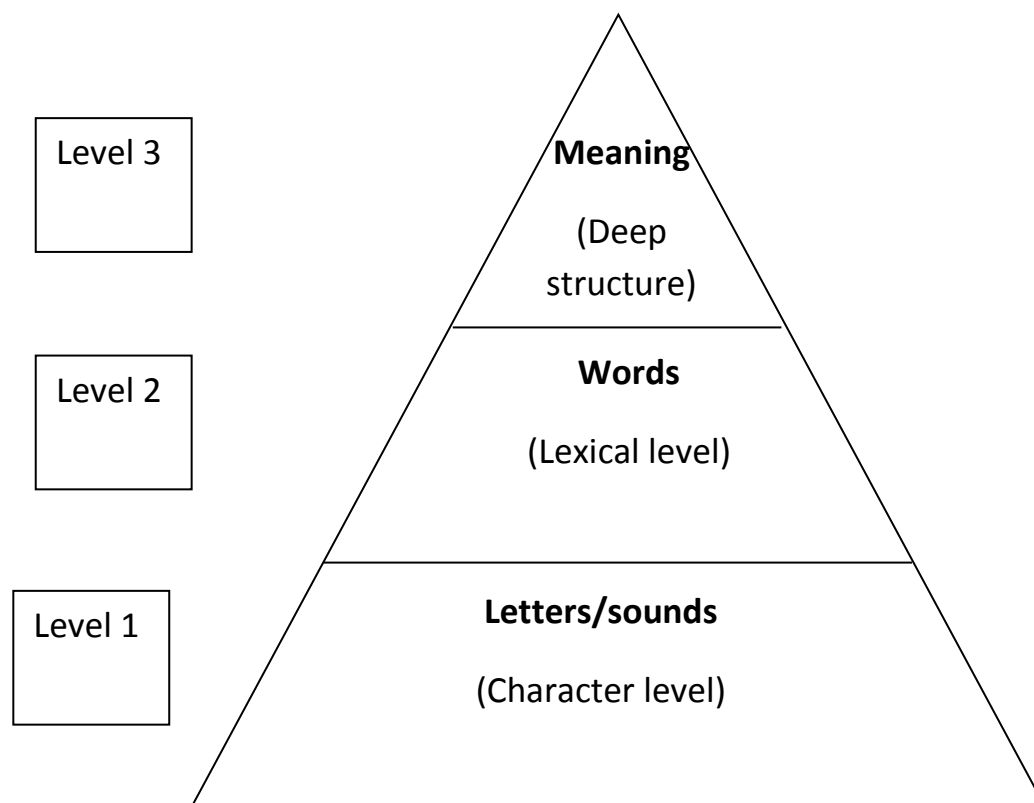 Level 3
Meaning
(Deep
structure)
Level 2
Words
(Lexical level)
Level 1
Letters/sounds
(Character level)